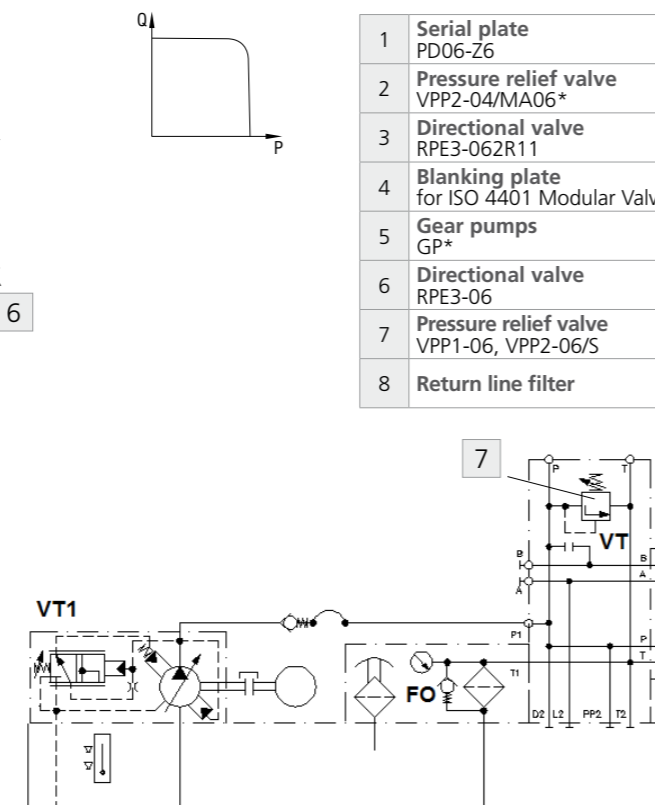 Q
P
1
Serial plate
PD06-Z6
2
Pressure relief valve
VPP2-04/MA06*
3
Directional valve
RPE3-062R11
4
Blanking plate
for ISO 4401 Modular Valv
5
Gear pumps
GP*
6
Directional valve
RPE3-06
7
Pressure relief valve
VPP1-06, VPP2-06/S
8
Return line filter
6
7
P T
VT
B B
A A
VT1
P1 P
T
T1
FO
D2 L2 PP2 T2